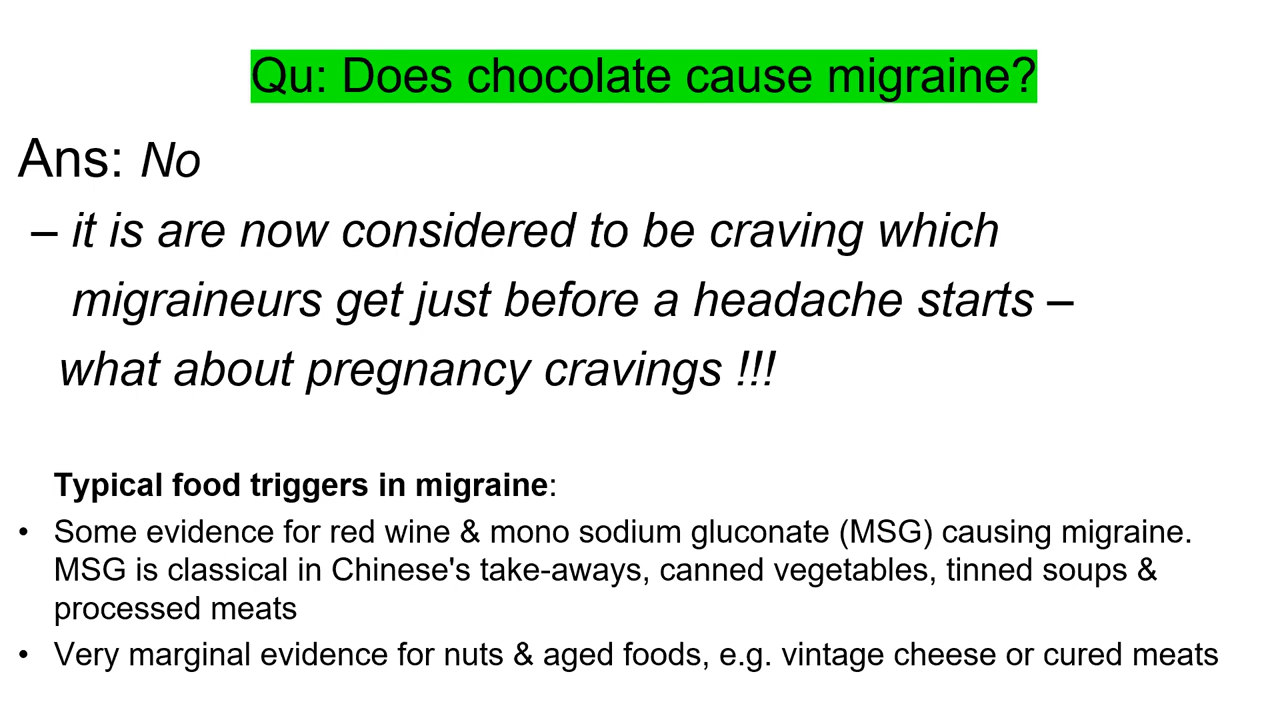 Qu: Does chocolate cause migraine?
Ans: No
– it is are now considered to be craving which
migraineurs get just before a headache starts –
what about pregnancy cravings !!!
Typical food triggers in migraine:
• Some evidence for red wine & mono sodium gluconate (MSG) causing migraine.
MSG is classical in Chinese's take-aways, canned vegetables, tinned soups &
processed meats
• Very marginal evidence for nuts & aged foods, e.g. vintage cheese or cured meats